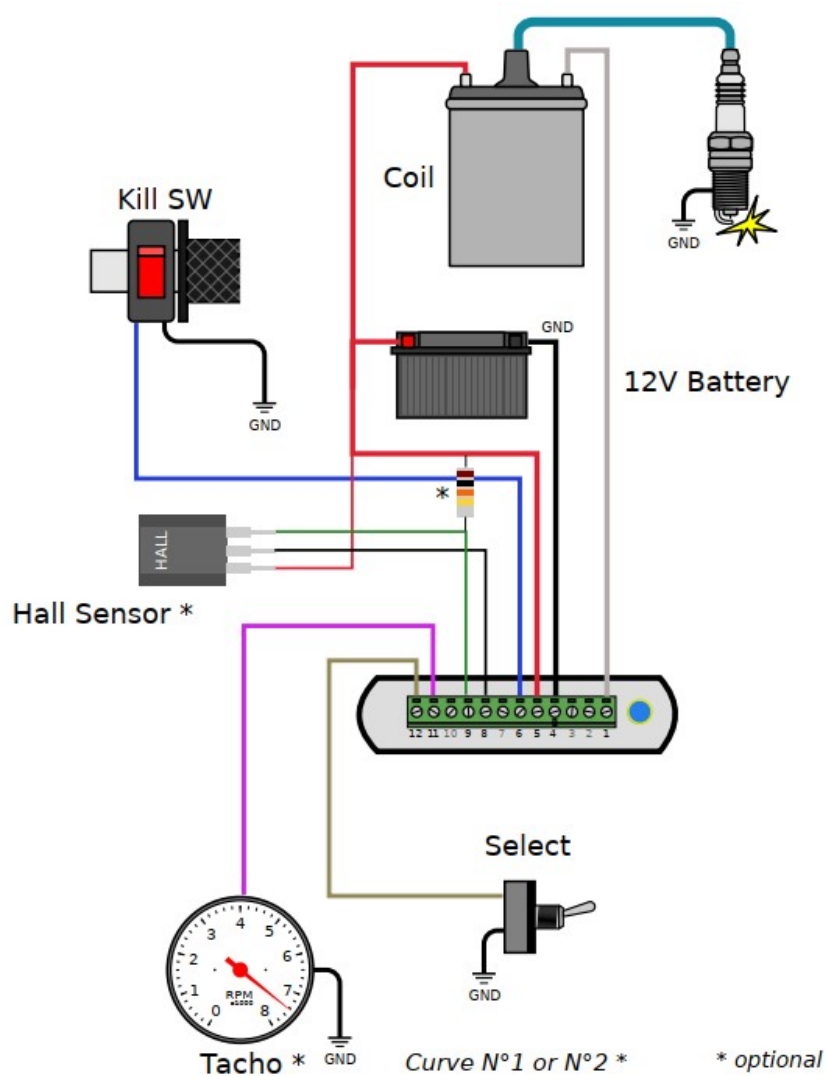 Coil
Kill SW
GND
GND
GND
12V Battery
*
HALL
Hall Sensor *
12 11 10 9 8 7 6 5 4 3 2 1
Select
0 1 2 3 4 5 6 7 8
RPM
x1000
GND
Tacho *
GND
Curve N°1 or N°2 *
* optional